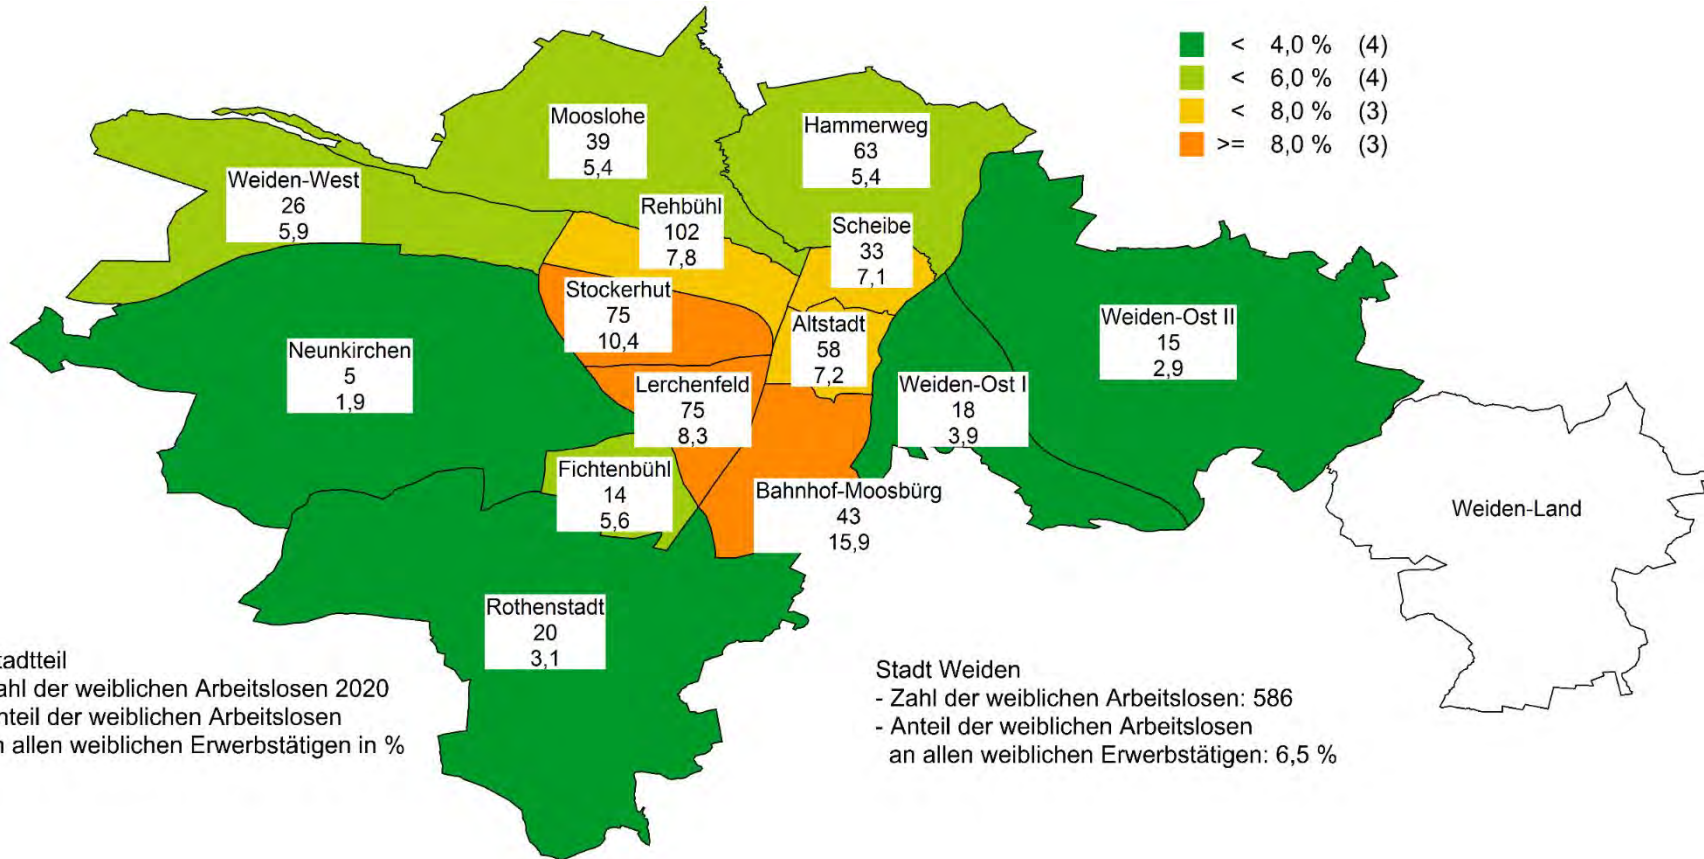 < 4,0 % (4)
< 6,0 % (4)
< 8,0 % (3)
>= 8,0 % (3)
Mooslohe
39
5,4
Hammerweg
63
5,4
Weiden-West
26
5,9
Rehbühl
102
7,8
Scheibe
33
7,1
Stockerhut
75
10,4
Altstadt
58
7,2
Weiden-Ost II
15
2,9
Neunkirchen
5
1,9
Lerchenfeld
75
8,3
Weiden-Ost I
18
3,9
Fichtenbühl
14
5,6
Bahnhof-Moosbürg
43
15,9
Weiden-Land
Rothenstadt
20
3,1
tadtteil
ahl der weiblichen Arbeitslosen 2020
nteil der weiblichen Arbeitslosen
n allen weiblichen Erwerbstätigen in %
Stadt Weiden
- Zahl der weiblichen Arbeitslosen: 586
- Anteil der weiblichen Arbeitslosen
an allen weiblichen Erwerbstätigen: 6,5 %